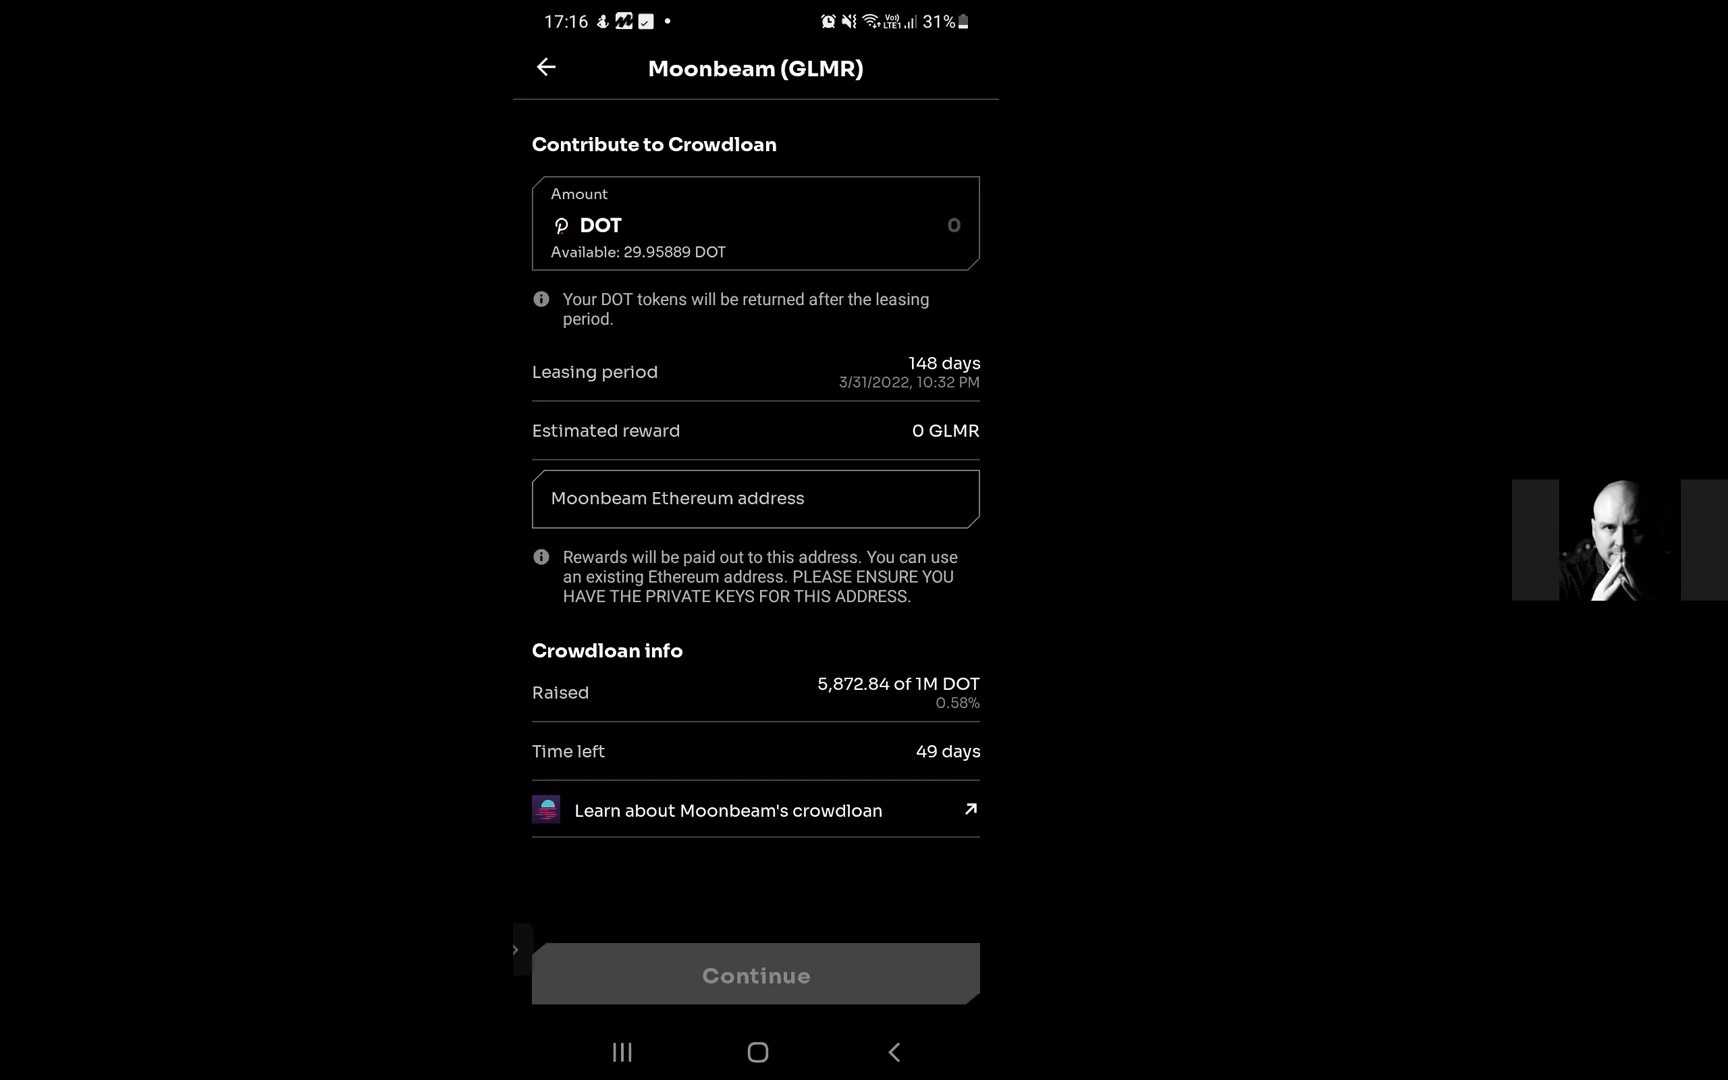 17:16
Vo)) LTE1 31%
Moonbeam (GLMR)
Contribute to Crowdloan
Amount
DOT 0
Available: 29.95889 DOT
Your DOT tokens will be returned after the leasing
period.
Leasing period 148 days
3/31/2022, 10:32 PM
Estimated reward 0 GLMR
Moonbeam Ethereum address
Rewards will be paid out to this address. You can use
an existing Ethereum address. PLEASE ENSURE YOU
HAVE THE PRIVATE KEYS FOR THIS ADDRESS.
Crowdloan info
Raised 5,872.84 of 1M DOT
0.58%
Time left 49 days
Learn about Moonbeam's crowdloan
Continue